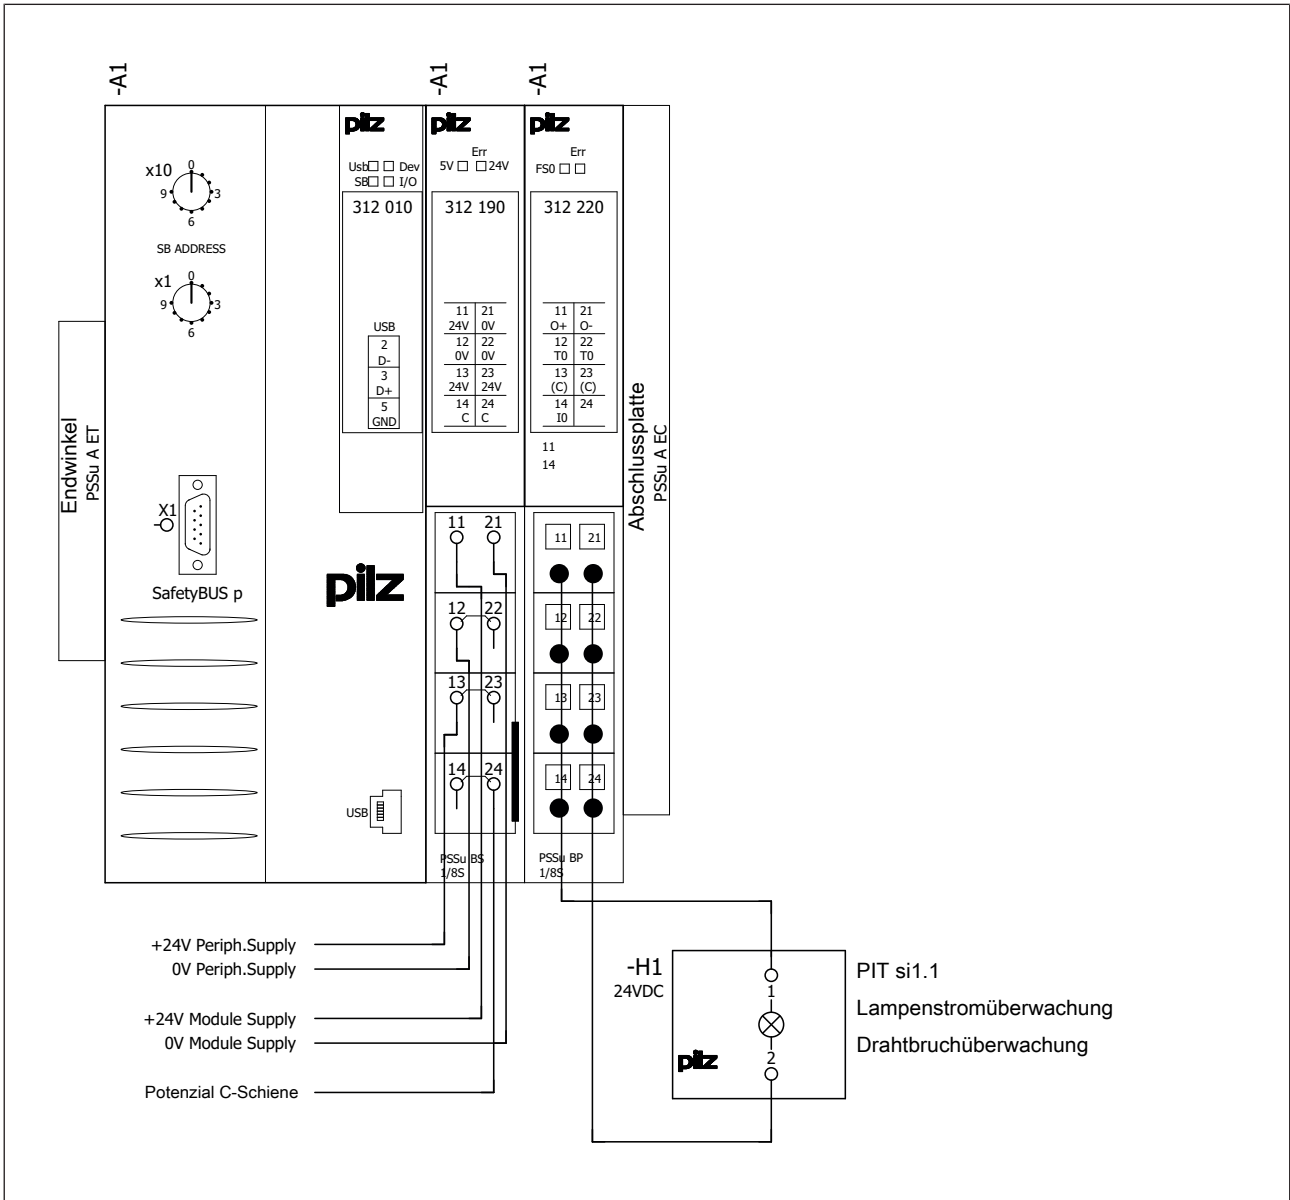 -A1
-A1
-A1
pilz
pilz
pilz
x10
0
9
3
6
SB ADDRESS
x1
0
9
3
6
Usb
Dev
SB
I/O
312 010
USB
2
D-
3
D+
5
GND
Err
5V
24V
312 190
11 21
24V 0V
12 22
0V 0V
13 23
24V 24V
14 24
C C
Err
FS0
312 220
11 21
O+ O-
12 22
T0 T0
13 23
(C) (C)
14 24
I0
11
14
Endwinkel
PSSu A ET
Abschlussplatte
PSSu A EC
X1
SafetyBUS p
pilz
USB
11 21
12 22
13 23
14 24
PSSu BS
1/8S
11 21
12 22
13 23
14 24
PSSu BP
1/8S
+24V Periph.Supply
0V Periph.Supply
+24V Module Supply
0V Module Supply
Potenzial C-Schiene
-H1
24VDC
1
2
pilz
PIT si1.1
Lampenstromüberwachung
Drahtbruchüberwachung